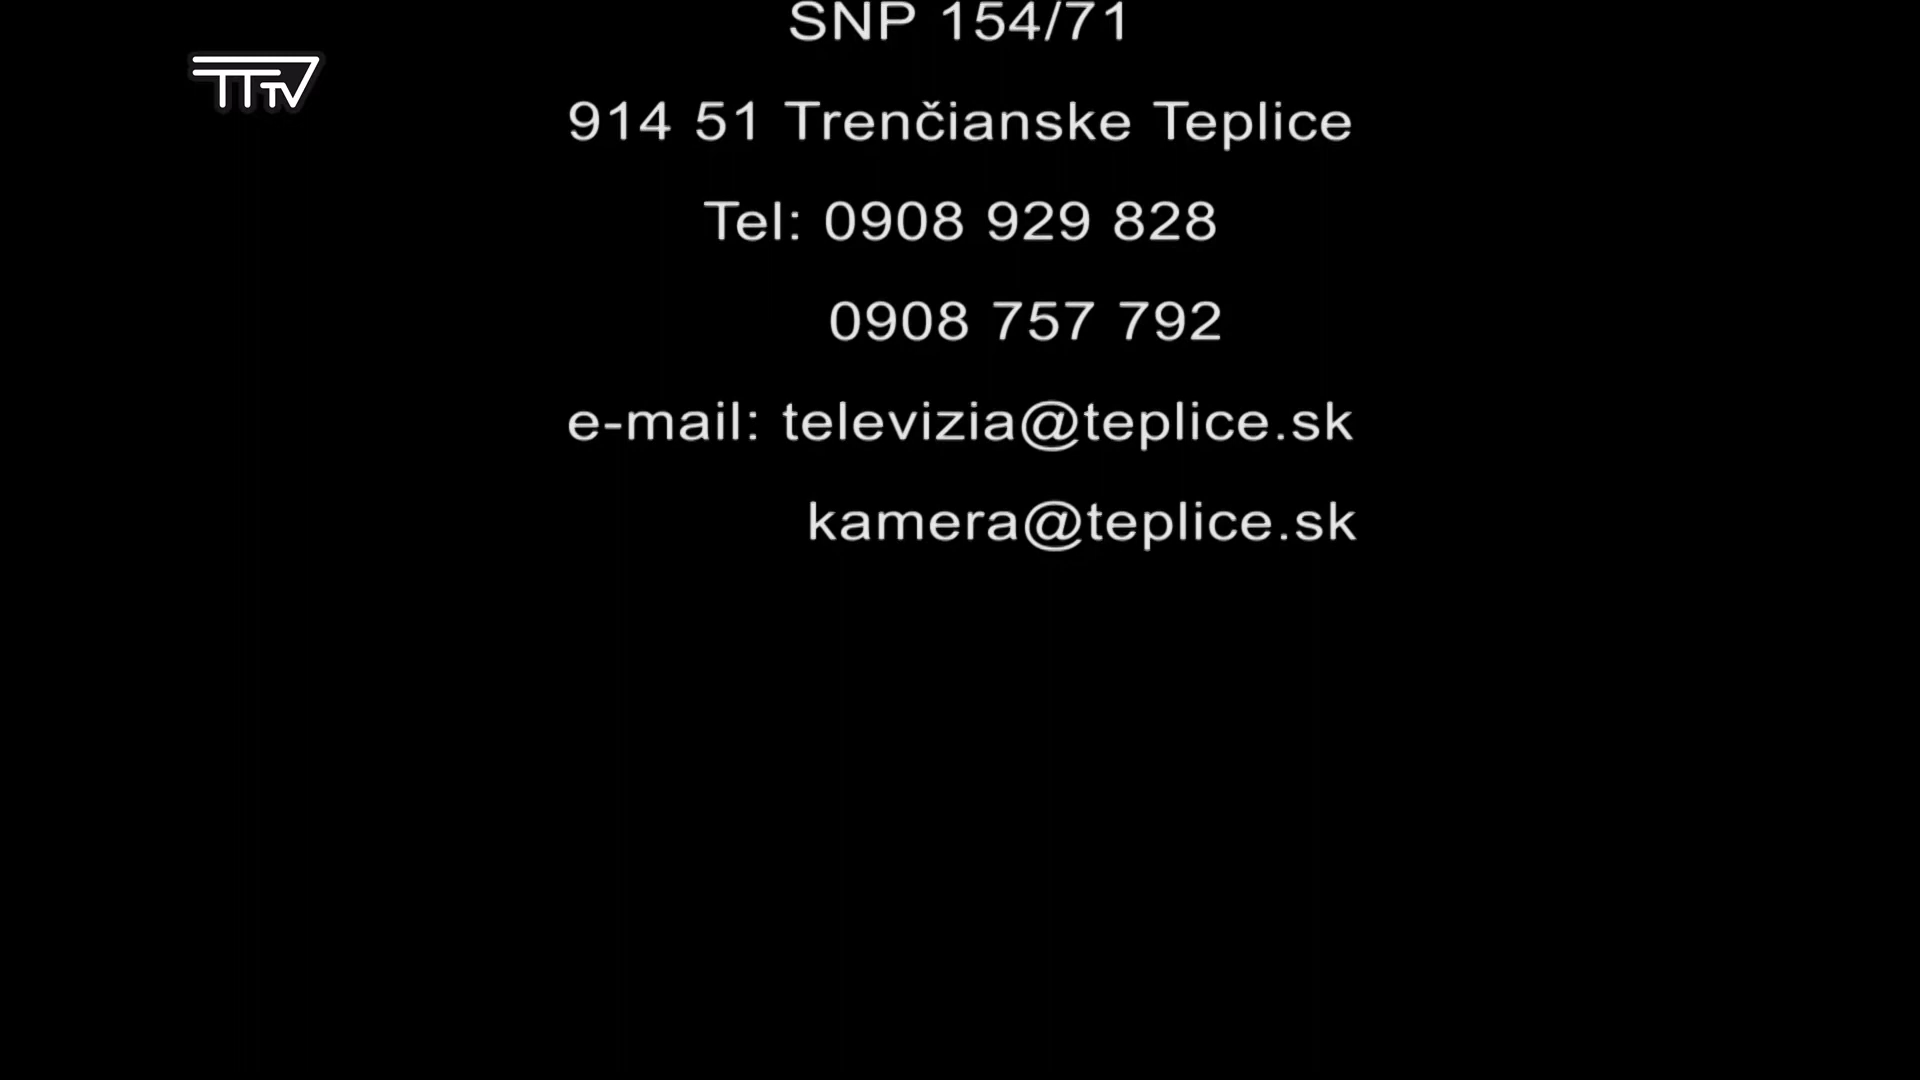 SNP 154/71
TTTV
914 51 Trenčianske Teplice
Tel: 0908 929 828
0908 757 792
e-mail: televizia@teplice.sk
kamera@teplice.sk